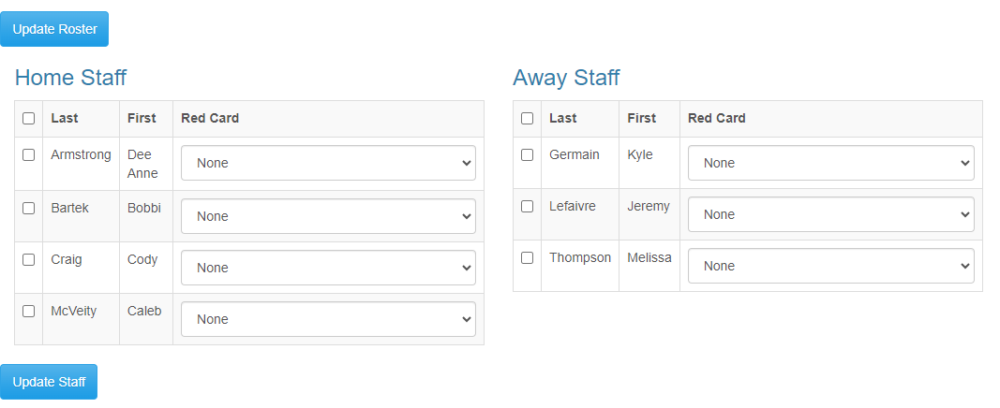 Update Roster
Home Staff
Last First Red Card
Armstrong Dee Anne None
Bartek Bobbi None
Craig Cody None
McVeity Caleb None
Away Staff
Last First Red Card
Germain Kyle None
Lefaivre Jeremy None
Thompson Melissa None
Update Staff